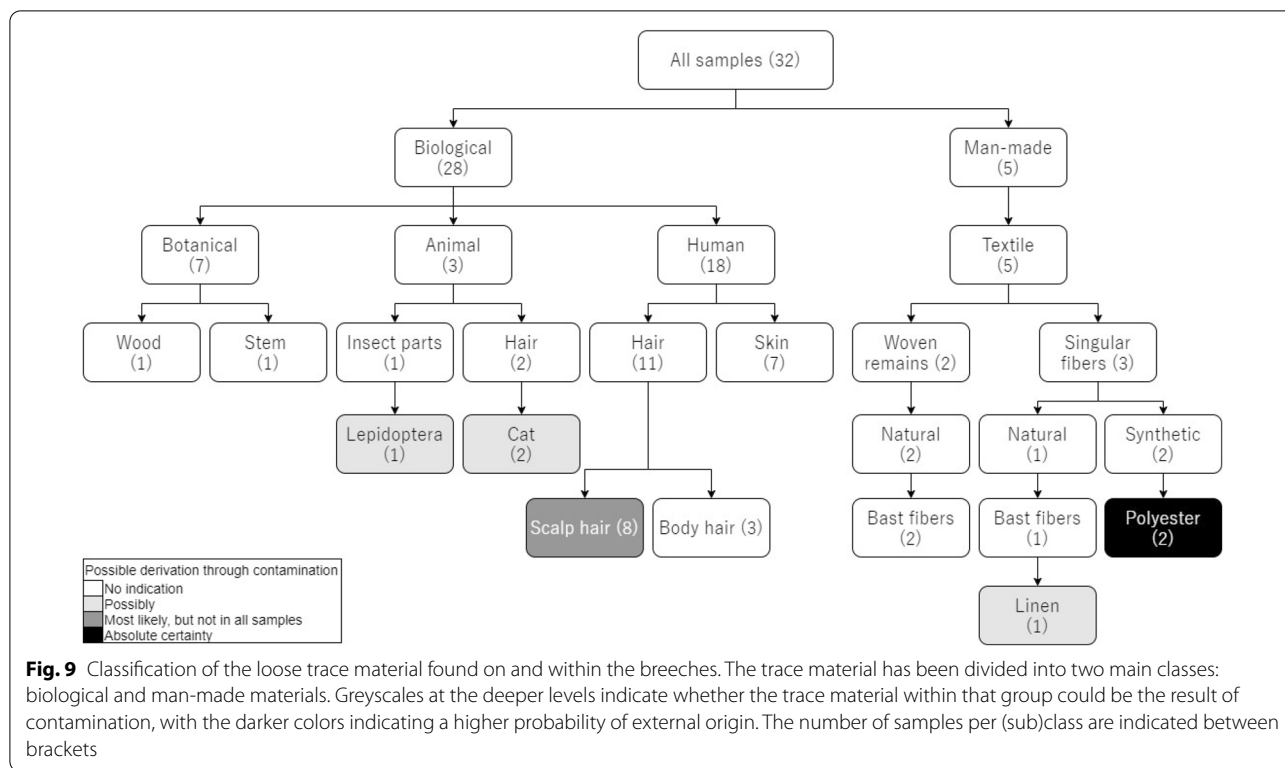 All samples (32)
Biological
(28)
Man-made
(5)
Botanical
(7)
Animal
(3)
Human
(18)
Textile
(5)
Wood
(1)
Stem
(1)
Insect parts
(1)
Hair
(2)
Hair
(11)
Skin
(7)
Woven
remains (2)
Singular
fibers (3)
Lepidoptera
(1)
Cat
(2)
Natural
(2)
Natural
(1)
Synthetic
(2)
Scalp hair (8)
Body hair (3)
Bast fibers
(2)
Bast fibers
(1)
Polyester
(2)
Linen
(1)
Possible derivation through contamination
No indication
Possibly
Most likely, but not in all samples
Absolute certainty
Fig. 9 Classification of the loose trace material found on and within the breeches. The trace material has been divided into two main classes:
biological and man-made materials. Greyscales at the deeper levels indicate whether the trace material within that group could be the result of
contamination, with the darker colors indicating a higher probability of external origin. The number of samples per (sub)class are indicated between
brackets